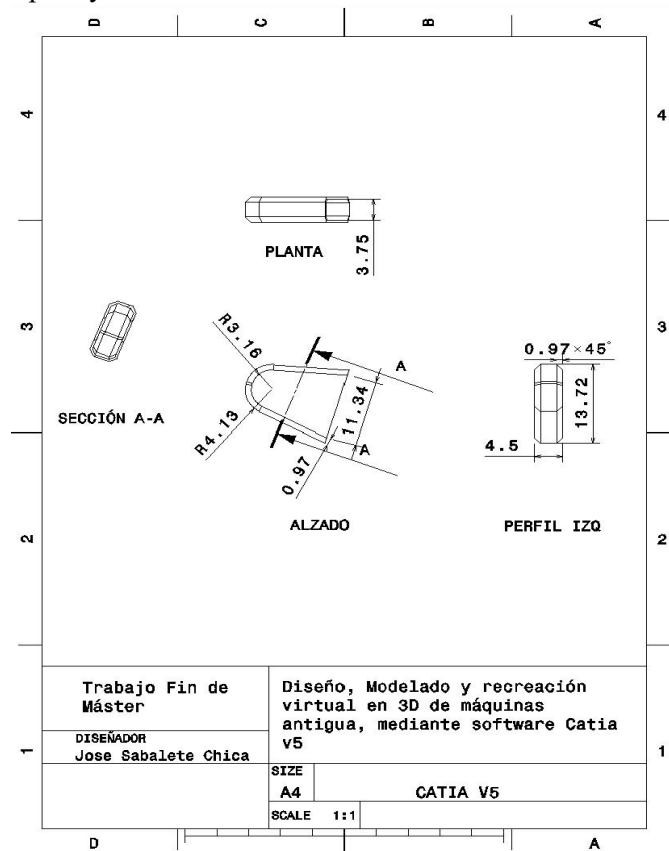 D C B A
4 4
3.75
PLANTA
3 3
R3.16
A
0.97×45°
SECCIÓN A-A
11.34
13.72
R4.13
A
0.97
4.5
ALZADO
PERFIL IZQ
2 2
Trabajo Fin de
Máster
Diseño, Modelado y recreación
virtual en 3D de máquinas
antigua, mediante software Catia
v5
DISEÑADOR
Jose Sabalete Chica
1 1
SIZE
A4
CATIA V5
SCALE 1:1
D A